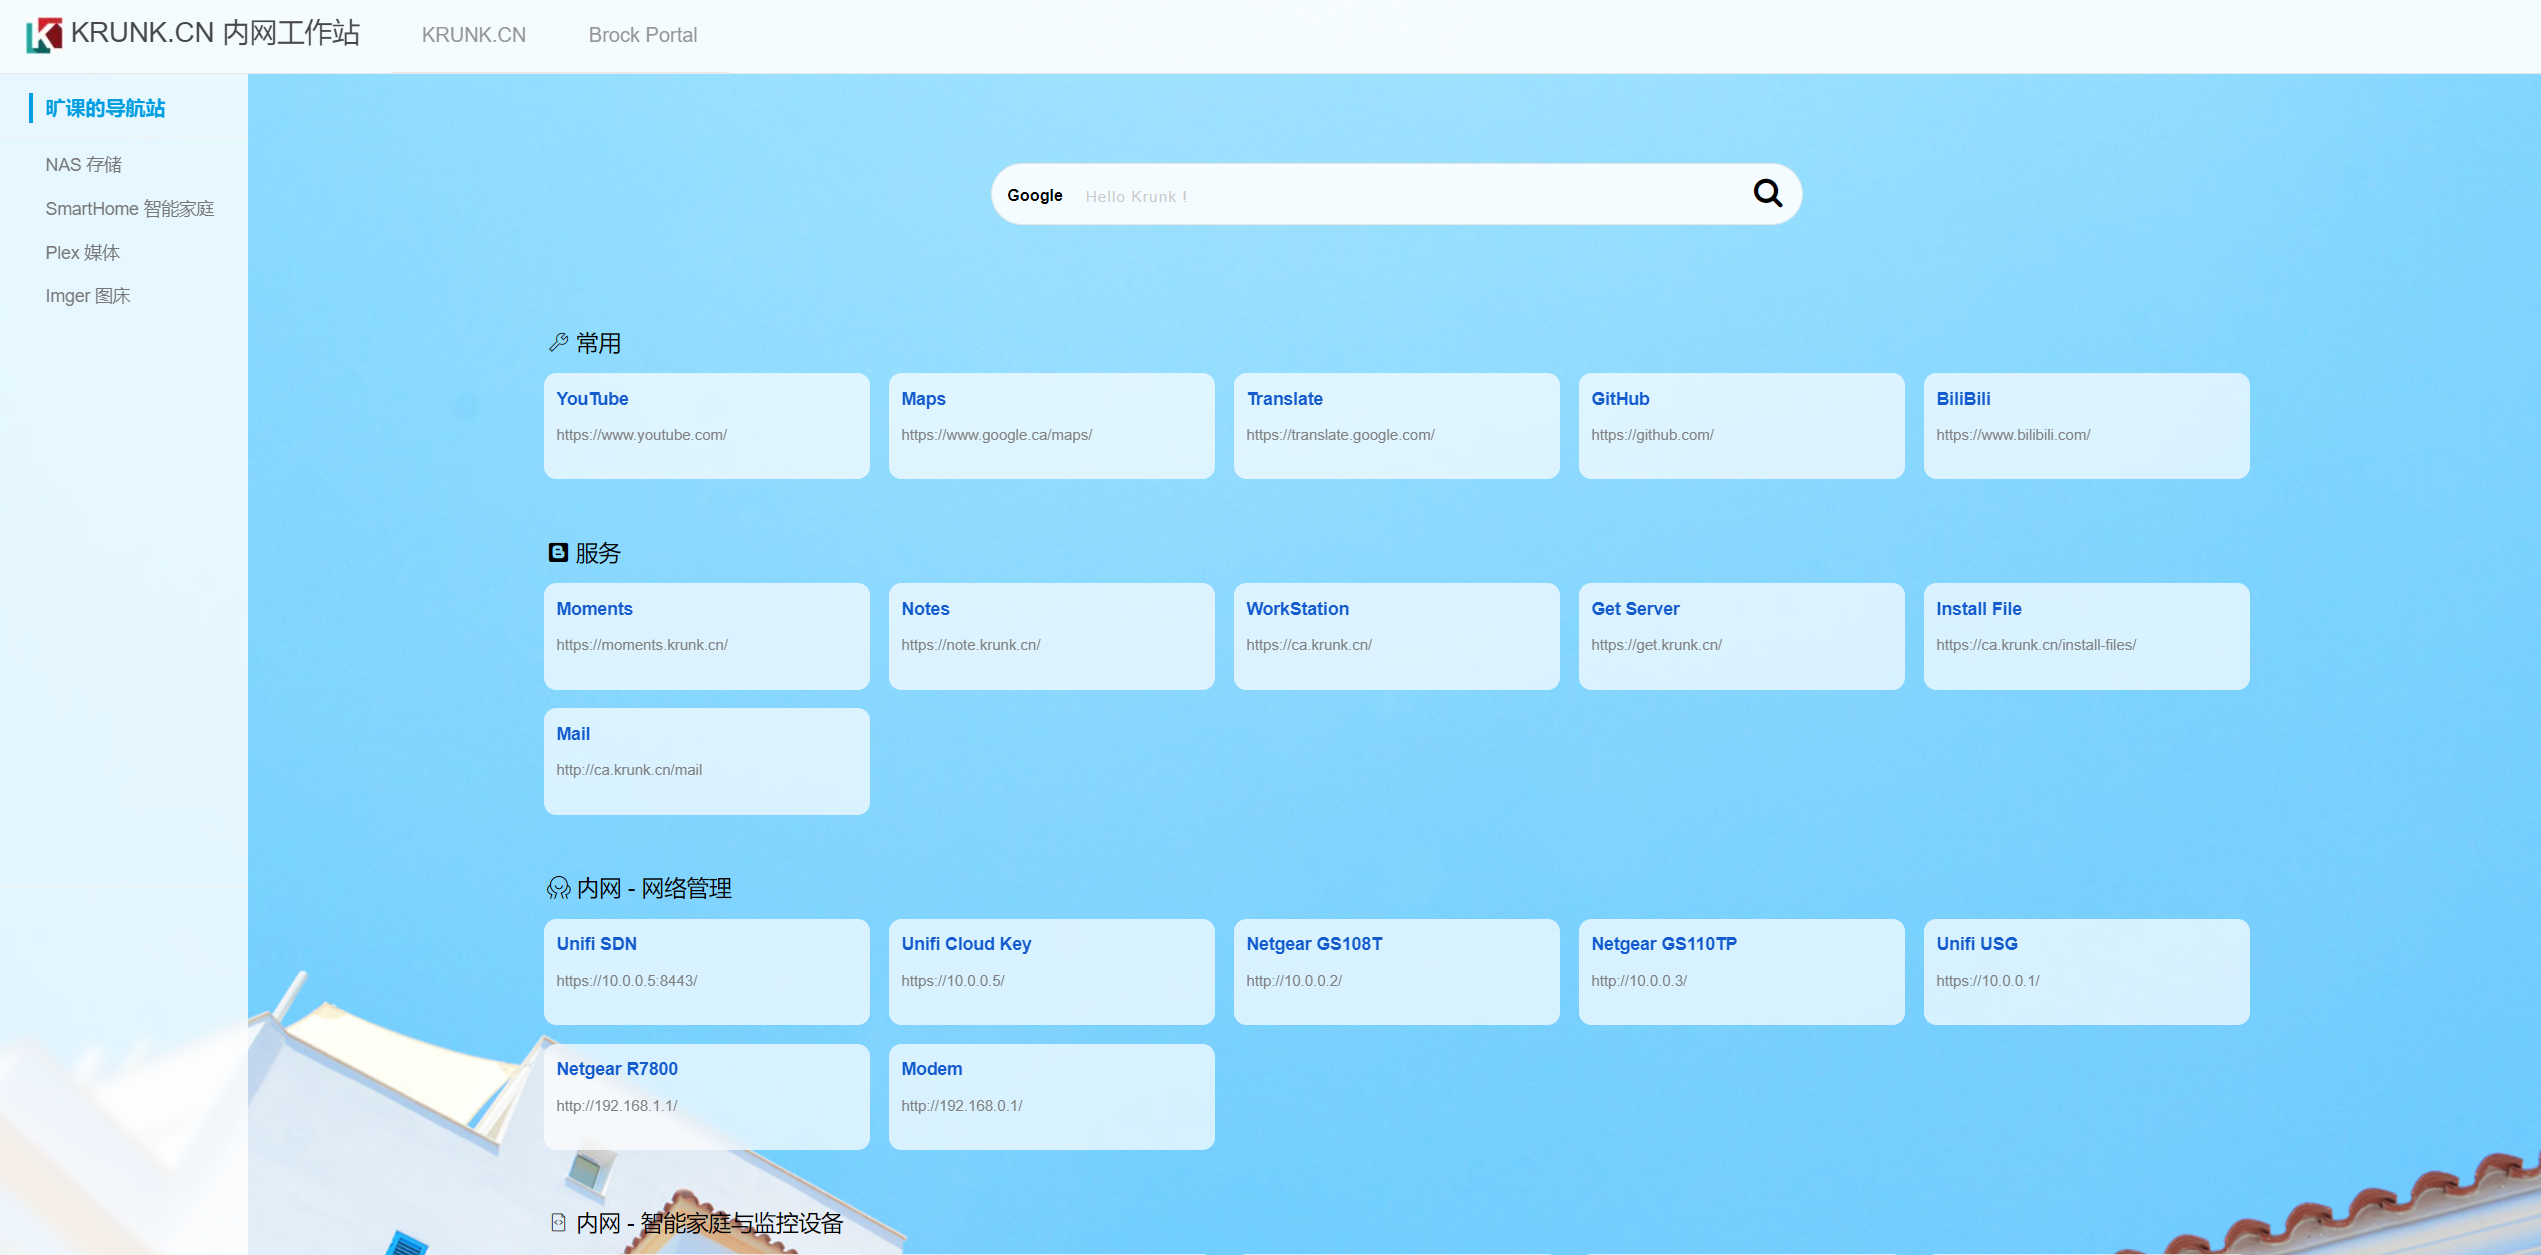 KRUNK.CN 内网工作站
KRUNK.CN
Brock Portal
旷课的导航站
NAS 存储
SmartHome 智能家庭
Plex 媒体
Imger 图床
Google
Hello Krunk !
常用
YouTube
https://www.youtube.com/
Maps
https://www.google.ca/maps/
Translate
https://translate.google.com/
GitHub
https://github.com/
BiliBili
https://www.bilibili.com/
服务
Moments
https://moments.krunk.cn/
Notes
https://note.krunk.cn/
WorkStation
https://ca.krunk.cn/
Get Server
https://get.krunk.cn/
Install File
https://ca.krunk.cn/install-files/
Mail
http://ca.krunk.cn/mail
内网 - 网络管理
Unifi SDN
https://10.0.0.5:8443/
Unifi Cloud Key
https://10.0.0.5/
Netgear GS108T
http://10.0.0.2/
Netgear GS110TP
http://10.0.0.3/
Unifi USG
https://10.0.0.1/
Netgear R7800
http://192.168.1.1/
Modem
http://192.168.0.1/
内网 - 智能家庭与监控设备